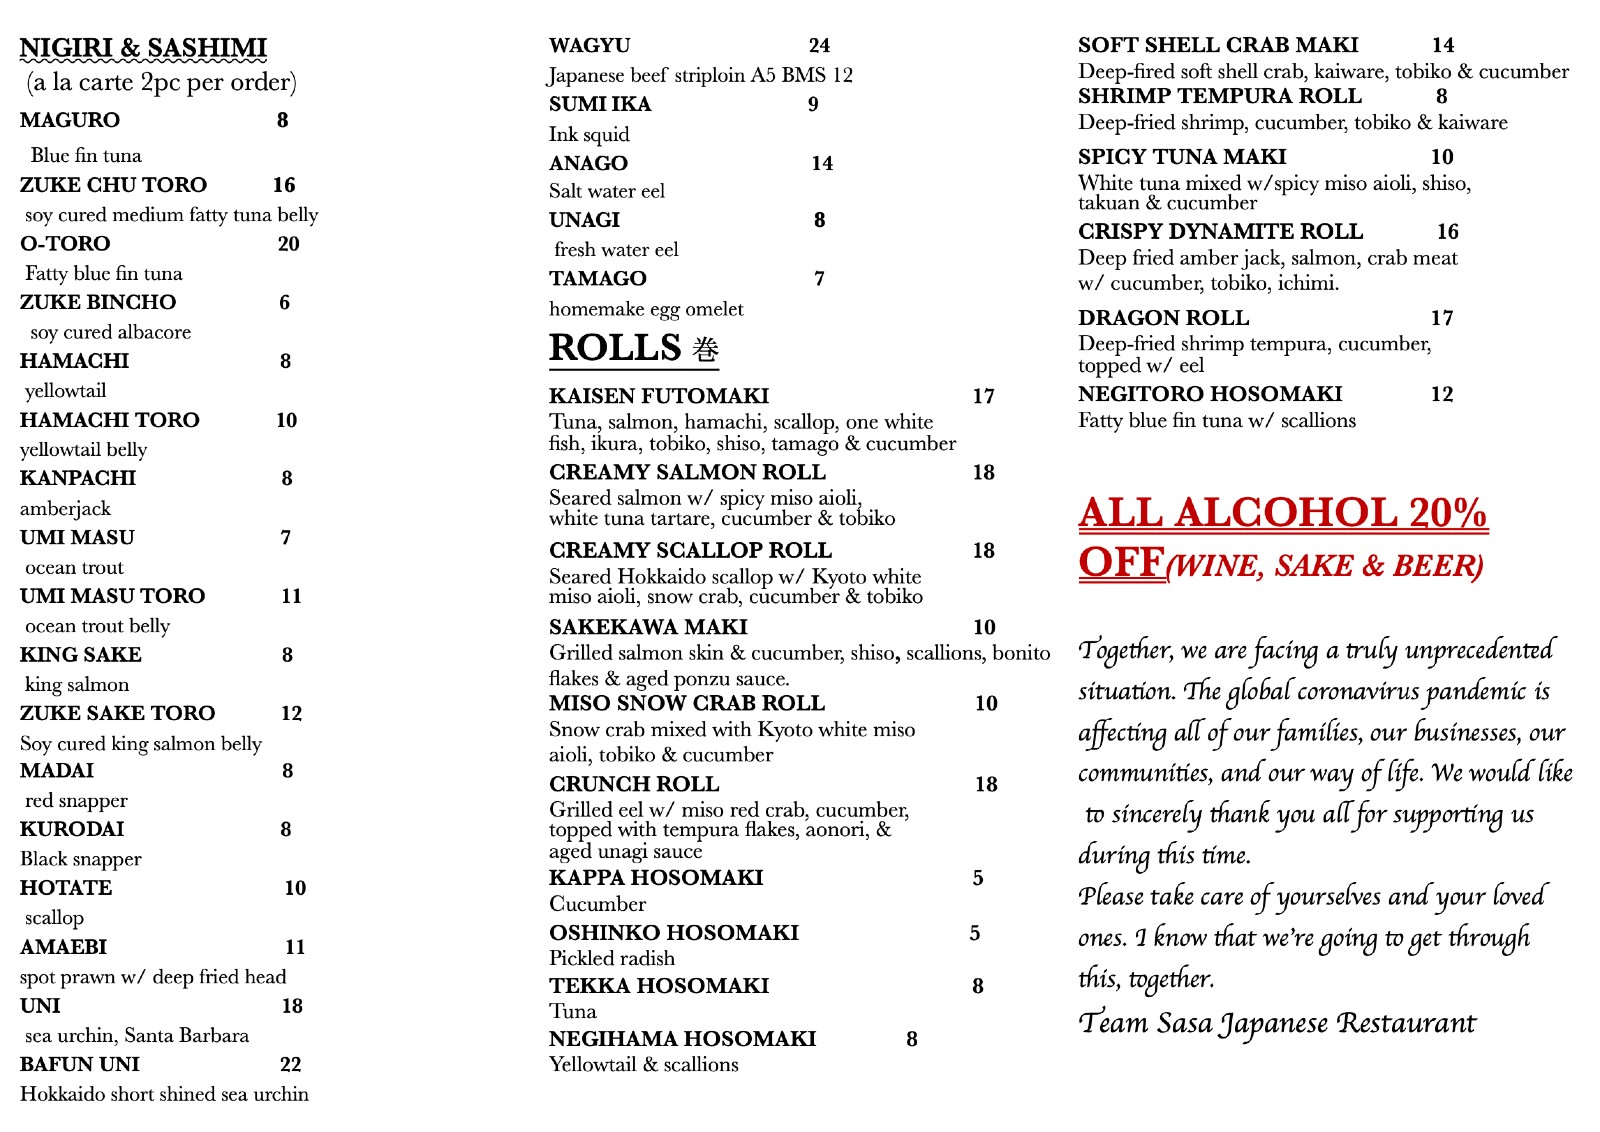 NIGIRI & SASHIMI
(a la carte 2pc per order)
MAGURO 8
Blue fin tuna
ZUKE CHU TORO 16
soy cured medium fatty tuna belly
O-TORO 20
Fatty blue fin tuna
ZUKE BINCHO 6
soy cured albacore
HAMACHI 8
yellowtail
HAMACHI TORO 10
yellowtail belly
KANPACHI 8
amberjack
UMI MASU 7
ocean trout
UMI MASU TORO 11
ocean trout belly
KING SAKE 8
king salmon
ZUKE SAKE TORO 12
Soy cured king salmon belly
MADAI 8
red snapper
KURODAI 8
Black snapper
HOTATE 10
scallop
AMAEBI 11
spot prawn w/ deep fried head
UNI 18
sea urchin, Santa Barbara
BAFUN UNI 22
Hokkaido short shined sea urchin
WAGYU 24
Japanese beef striploin A5 BMS 12
SUMI IKA 9
Ink squid
ANAGO 14
Salt water eel
UNAGI 8
fresh water eel
TAMAGO 7
homemake egg omelet
ROLLS 巻
KAISEN FUTOMAKI 17
Tuna, salmon, hamachi, scallop, one white
fish, ikura, tobiko, shiso, tamago & cucumber
CREAMY SALMON ROLL 18
Seared salmon w/ spicy miso aioli,
white tuna tartare, cucumber & tobiko
CREAMY SCALLOP ROLL 18
Seared Hokkaido scallop w/ Kyoto white
miso aioli, snow crab, cucumber & tobiko
SAKEKAWA MAKI 10
Grilled salmon skin & cucumber, shiso, scallions, bonito
flakes & aged ponzu sauce.
MISO SNOW CRAB ROLL 10
Snow crab mixed with Kyoto white miso
aioli, tobiko & cucumber
CRUNCH ROLL 18
Grilled eel w/ miso red crab, cucumber,
topped with tempura flakes, aonori, &
aged unagi sauce
KAPPA HOSOMAKI 5
Cucumber
OSHINKO HOSOMAKI 5
Pickled radish
TEKKA HOSOMAKI 8
Tuna
NEGIHAMA HOSOMAKI 8
Yellowtail & scallions
SOFT SHELL CRAB MAKI 14
Deep-fired soft shell crab, kaiware, tobiko & cucumber
SHRIMP TEMPURA ROLL 8
Deep-fried shrimp, cucumber, tobiko & kaiware
SPICY TUNA MAKI 10
White tuna mixed w/spicy miso aioli, shiso,
takuan & cucumber
CRISPY DYNAMITE ROLL 16
Deep fried amber jack, salmon, crab meat
w/ cucumber, tobiko, ichimi.
DRAGON ROLL 17
Deep-fried shrimp tempura, cucumber,
topped w/ eel
NEGITORO HOSOMAKI 12
Fatty blue fin tuna w/ scallions
ALL ALCOHOL 20%
OFF(WINE, SAKE & BEER)
Together, we are facing a truly unprecedented
situation. The global coronavirus pandemic is
affecting all of our families, our businesses, our
communities, and our way of life. We would like
to sincerely thank you all for supporting us
during this time.
Please take care of yourselves and your loved
ones. I know that we're going to get through
this, together.
Team Sasa Japanese Restaurant